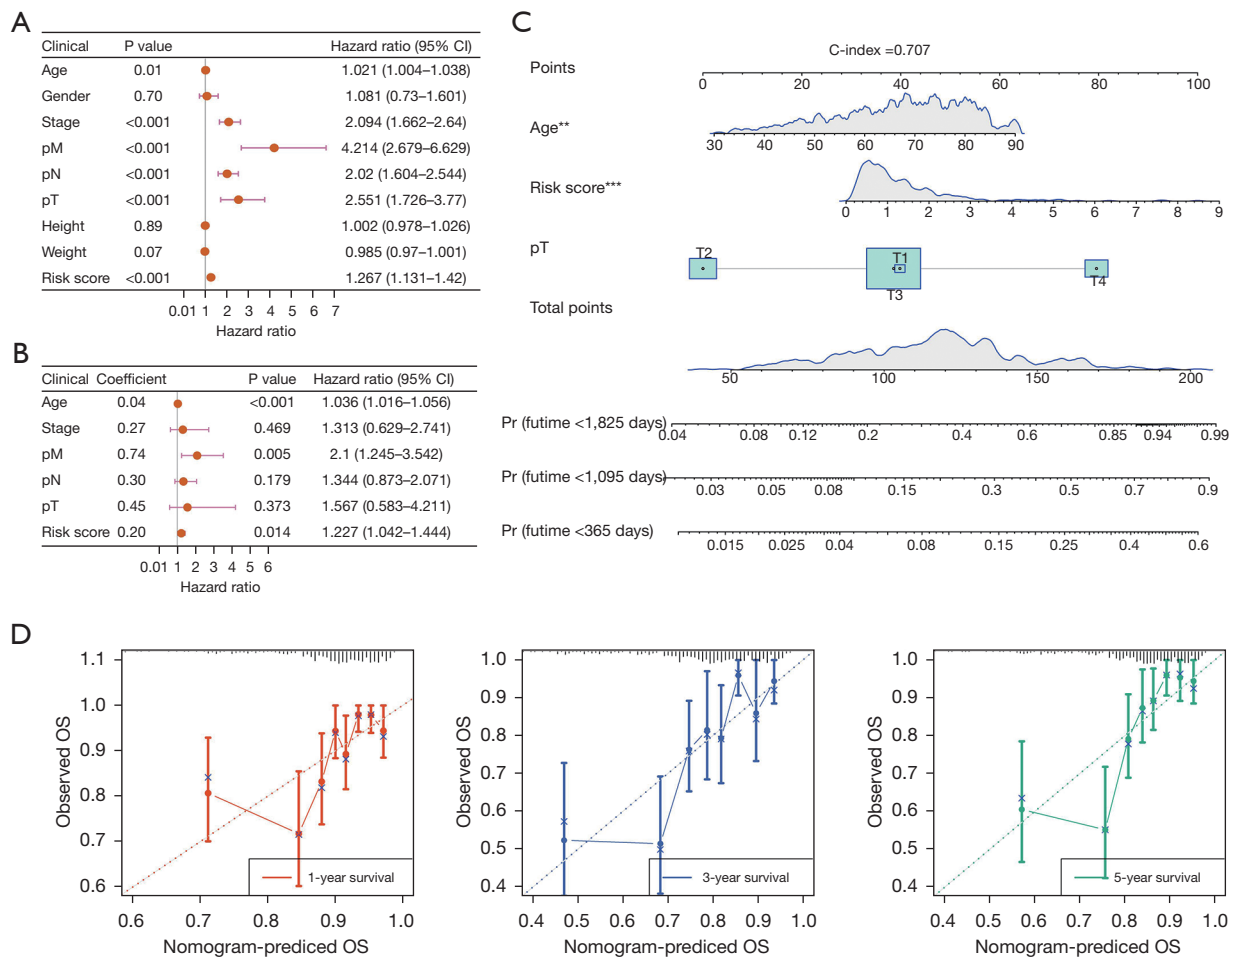 A
Clinical P value Hazard ratio (95% CI)
Age 0.01 1.021 (1.004–1.038)
Gender 0.70 1.081 (0.73–1.601)
Stage <0.001 2.094 (1.662–2.64)
pM <0.001 4.214 (2.679–6.629)
pN <0.001 2.02 (1.604–2.544)
pT <0.001 2.551 (1.726–3.77)
Height 0.89 1.002 (0.978–1.026)
Weight 0.07 0.985 (0.97–1.001)
Risk score <0.001 1.267 (1.131–1.42)
0.01 1 2 3 4 5 6 7
Hazard ratio
B
Clinical Coefficient P value Hazard ratio (95% CI)
Age 0.04 <0.001 1.036 (1.016–1.056)
Stage 0.27 0.469 1.313 (0.629–2.741)
pM 0.74 0.005 2.1 (1.245–3.542)
pN 0.30 0.179 1.344 (0.873–2.071)
pT 0.45 0.373 1.567 (0.583–4.211)
Risk score 0.20 0.014 1.227 (1.042–1.444)
0.01 1 2 3 4 5 6
Hazard ratio
C
C-index =0.707
Points
0 20 40 60 80 100
Age**
30 40 50 60 70 80 90
Risk score***
0 1 2 3 4 5 6 7 8 9
pT
T2 T1
T3 T4
Total points
50 100 150 200
Pr (futime <1,825 days)
0.04 0.08 0.12 0.2 0.4 0.6 0.85 0.94 0.99
Pr (futime <1,095 days)
0.03 0.05 0.08 0.15 0.3 0.5 0.7 0.9
Pr (futime <365 days)
0.015 0.025 0.04 0.08 0.15 0.25 0.4 0.6
D
Observed OS
1.1
1.0
0.9
0.8
0.7
0.6
1-year survival
0.6 0.7 0.8 0.9 1.0
Nomogram-prediced OS
Observed OS
1.0
0.9
0.8
0.7
0.6
0.5
0.4
3-year survival
0.4 0.5 0.6 0.7 0.8 0.9 1.0
Nomogram-prediced OS
Observed OS
1.0
0.9
0.8
0.7
0.6
0.5
0.4
5-year survival
0.4 0.5 0.6 0.7 0.8 0.9 1.0
Nomogram-prediced OS